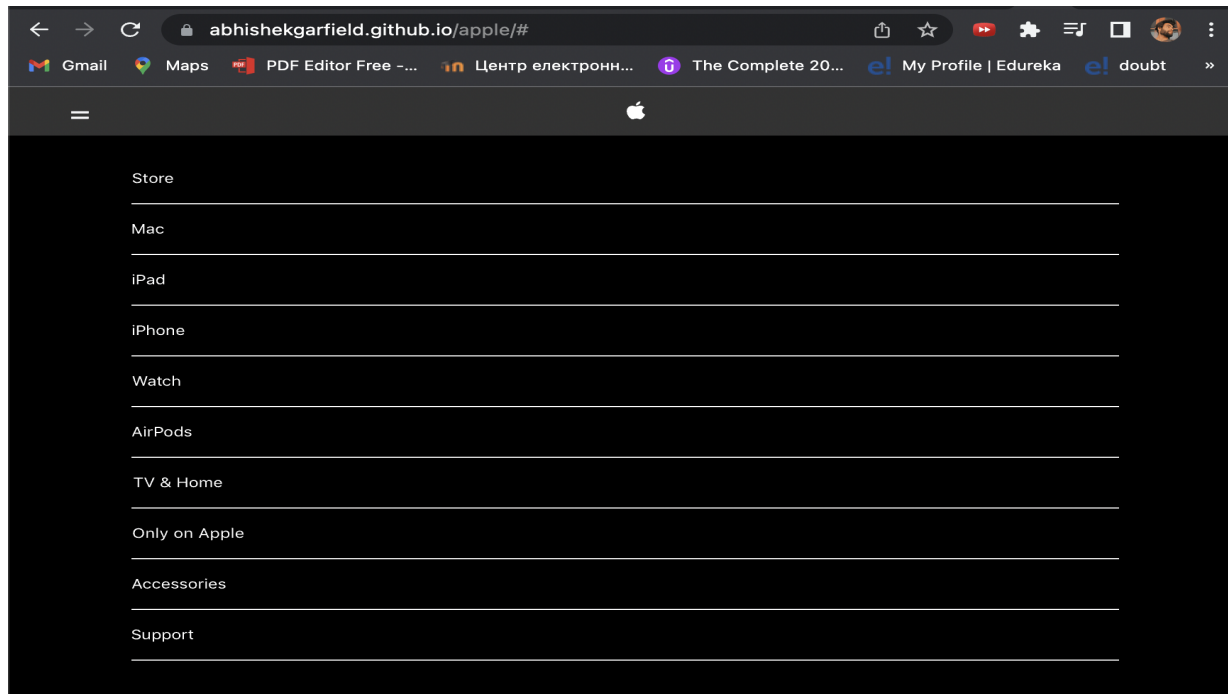 abhishekgarfield.github.io/apple/#
Gmail Maps PDF Editor Free -... Центр електронн... The Complete 20... My Profile | Edureka doubt »
Store
Mac
iPad
iPhone
Watch
AirPods
TV & Home
Only on Apple
Accessories
Support